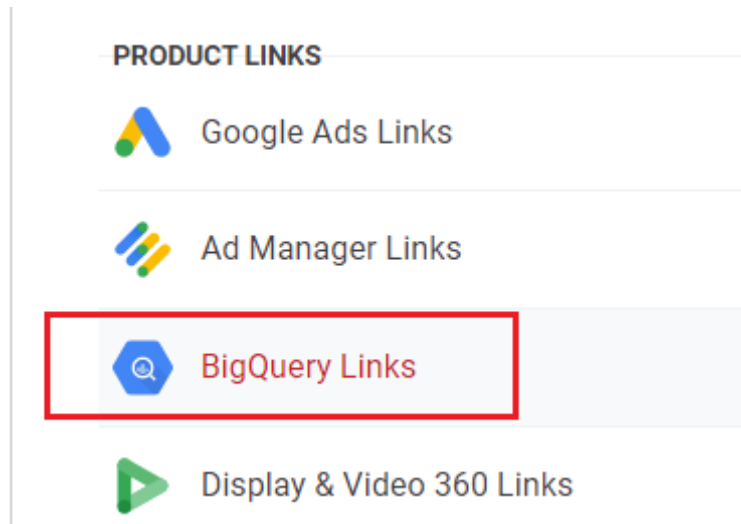 PRODUCT LINKS
Google Ads Links
Ad Manager Links
BigQuery Links
Display & Video 360 Links